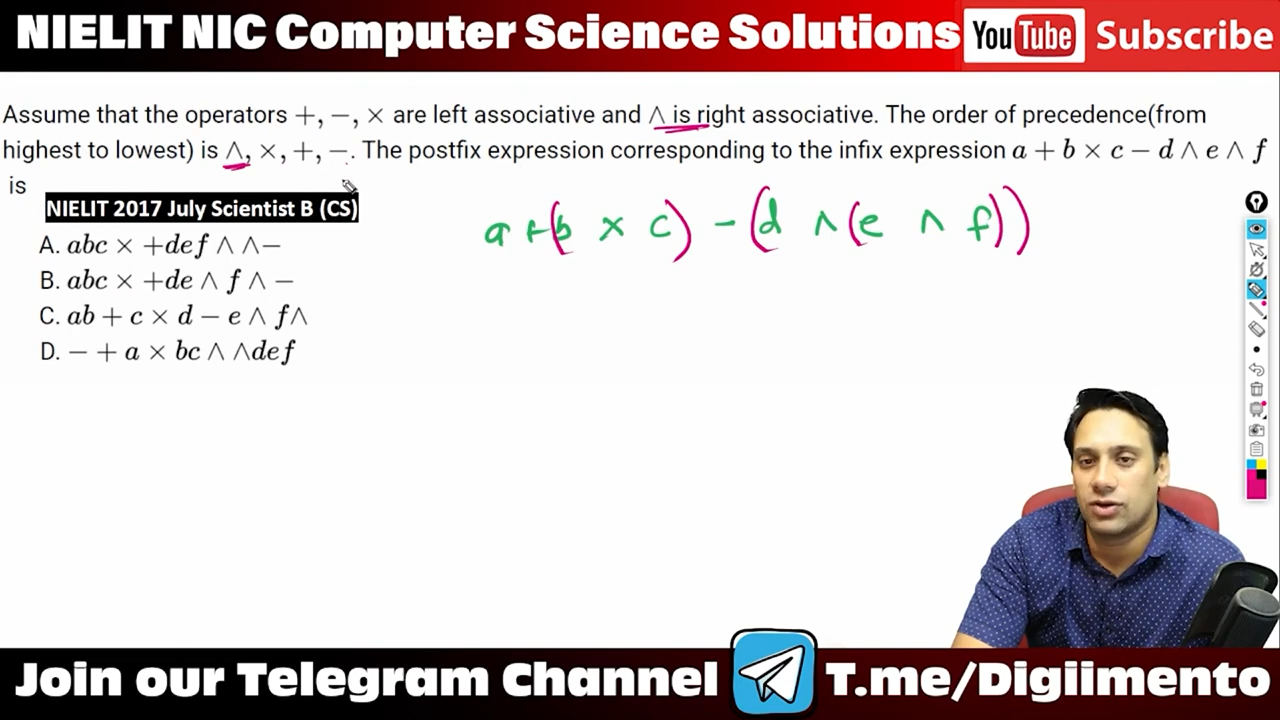 NIELIT NIC Computer Science Solutions YouTube Subscribe
Assume that the operators +, −, × are left associative and ∧ is right associative. The order of precedence(from
highest to lowest) is ∧, ×, +, −. The postfix expression corresponding to the infix expression a + b × c − d ∧ e ∧ f
is
NIELIT 2017 July Scientist B (CS)
a +(b × c) − (d ∧ (e ∧ f))
A. abc × +def ∧ ∧−
B. abc × +de ∧ f ∧ −
C. ab + c × d − e ∧ f∧
D. − + a × bc ∧ ∧def
Join our Telegram Channel T.me/Digiimento